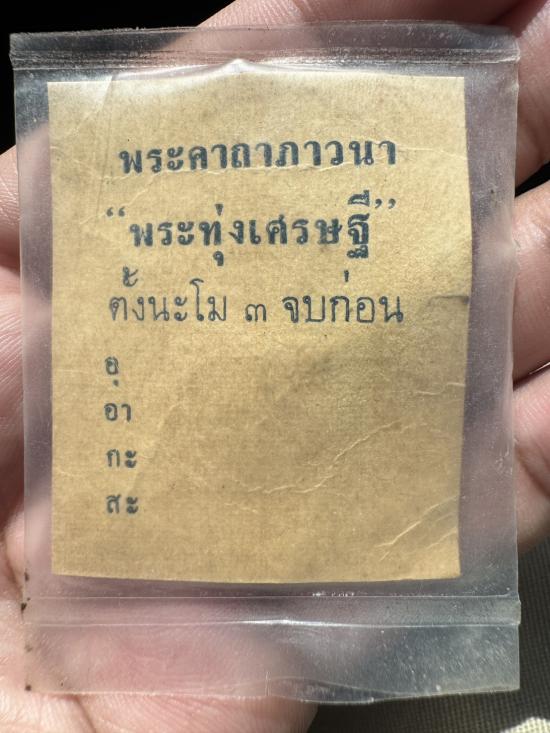 พระคาถาภาวนา
“พระทุ่งเศรษฐี”
ตั้งนะโม ๓ จบก่อน
อุ
อา
กะ
สะ